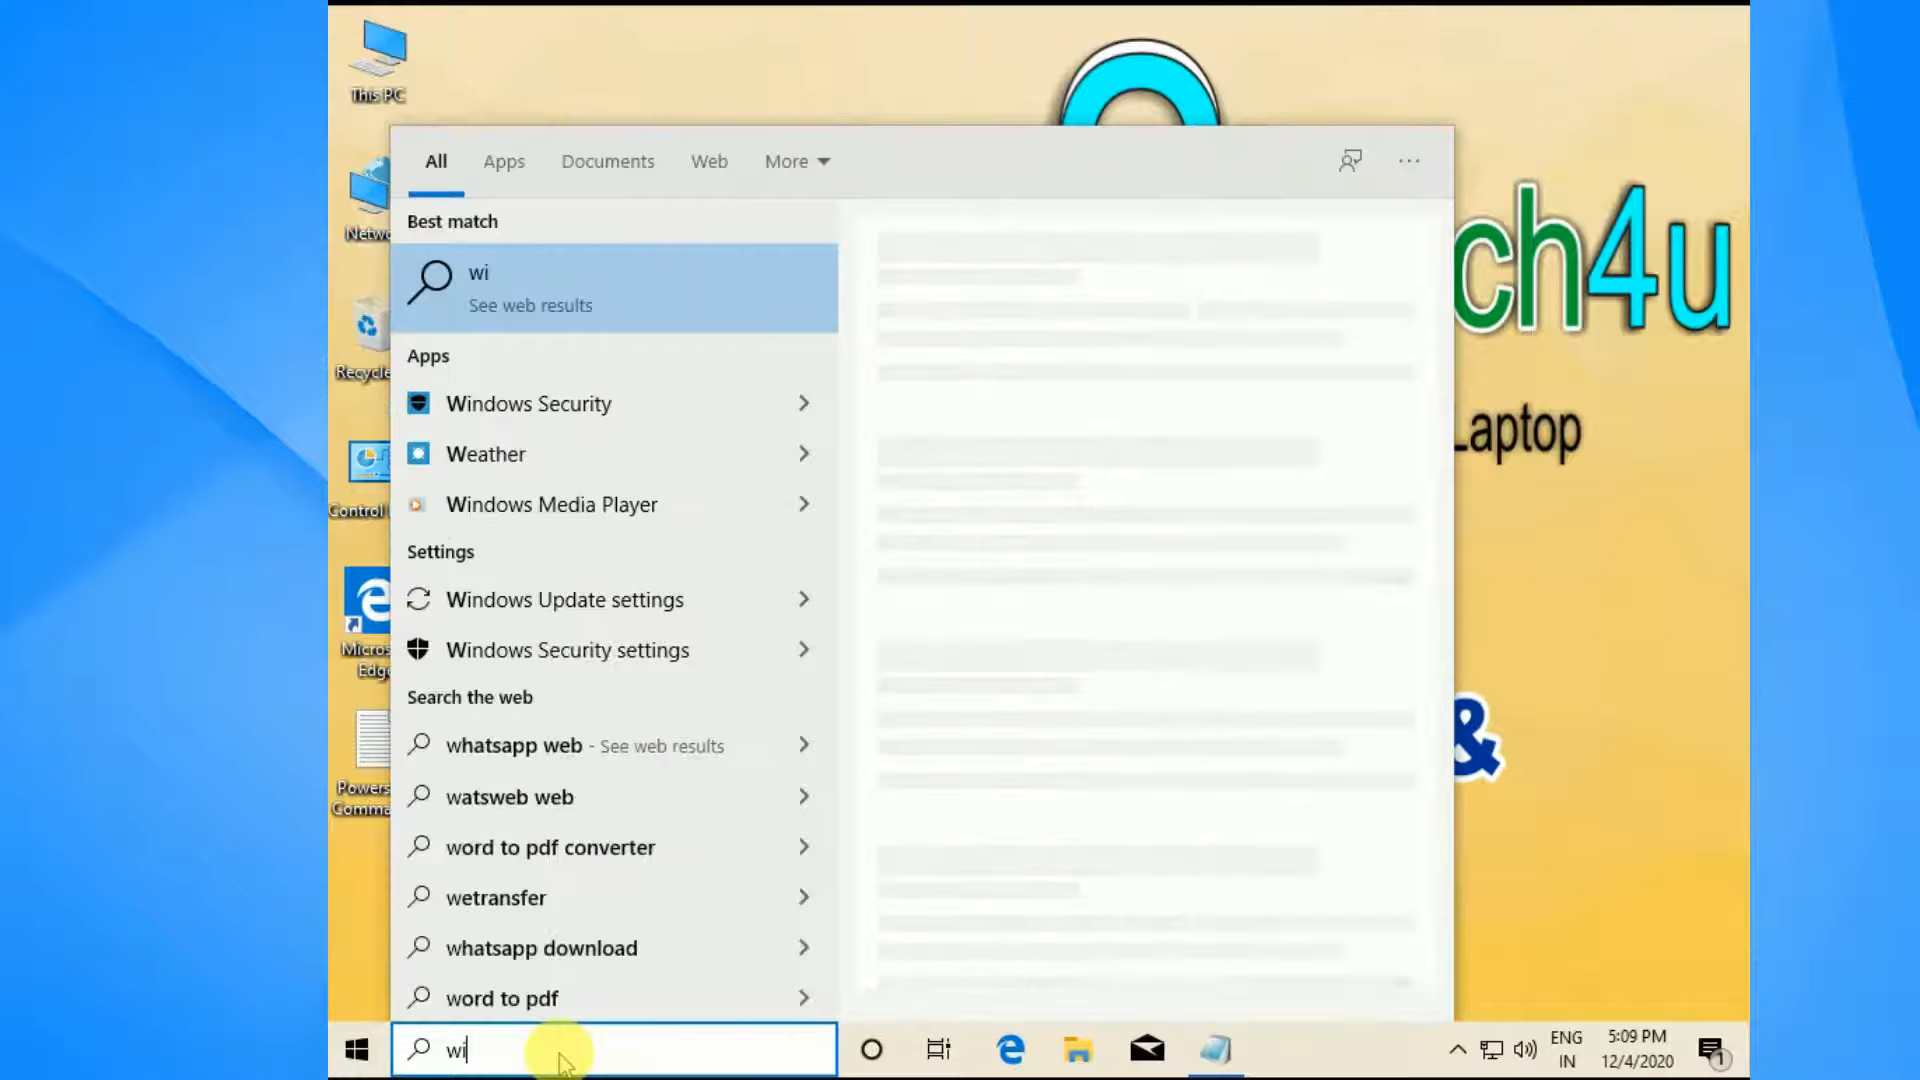 This PC
ch4u
All Apps Documents Web More
Best match
wi
See web results
Apps
Windows Security
Laptop
Weather
Windows Media Player
Settings
Windows Update settings
Windows Security settings
Search the web
&
whatsapp web - See web results
watsweb web
word to pdf converter
wetransfer
whatsapp download
word to pdf
wi
ENG
IN
5:09 PM
12/4/2020
1
Netwo
Recycle
Control
Micros
Edge
Powers
Comma